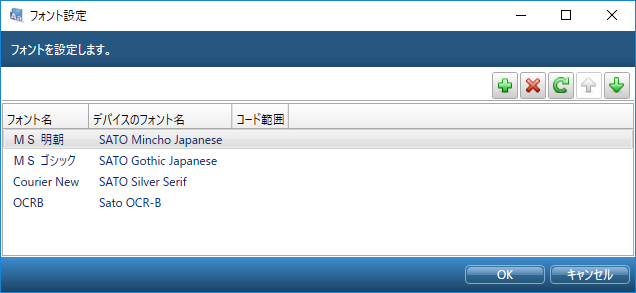 フォント設定
フォントを設定します。
フォント名 デバイスのフォント名 コード範囲
ＭＳ 明朝 SATO Mincho Japanese
ＭＳ ゴシック SATO Gothic Japanese
Courier New SATO Silver Serif
OCRB Sato OCR-B
OK キャンセル